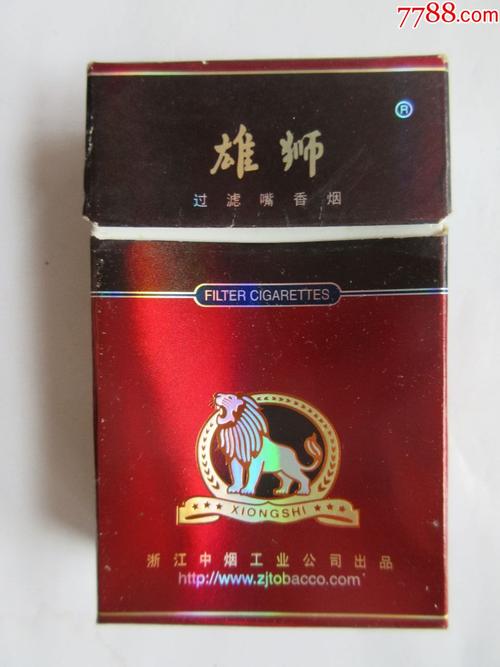 7788.com
雄狮
®
过滤嘴香烟
FILTER CIGARETTES
XIONGSHI
浙江中烟工业公司出品
http://www.zjtobacco.com